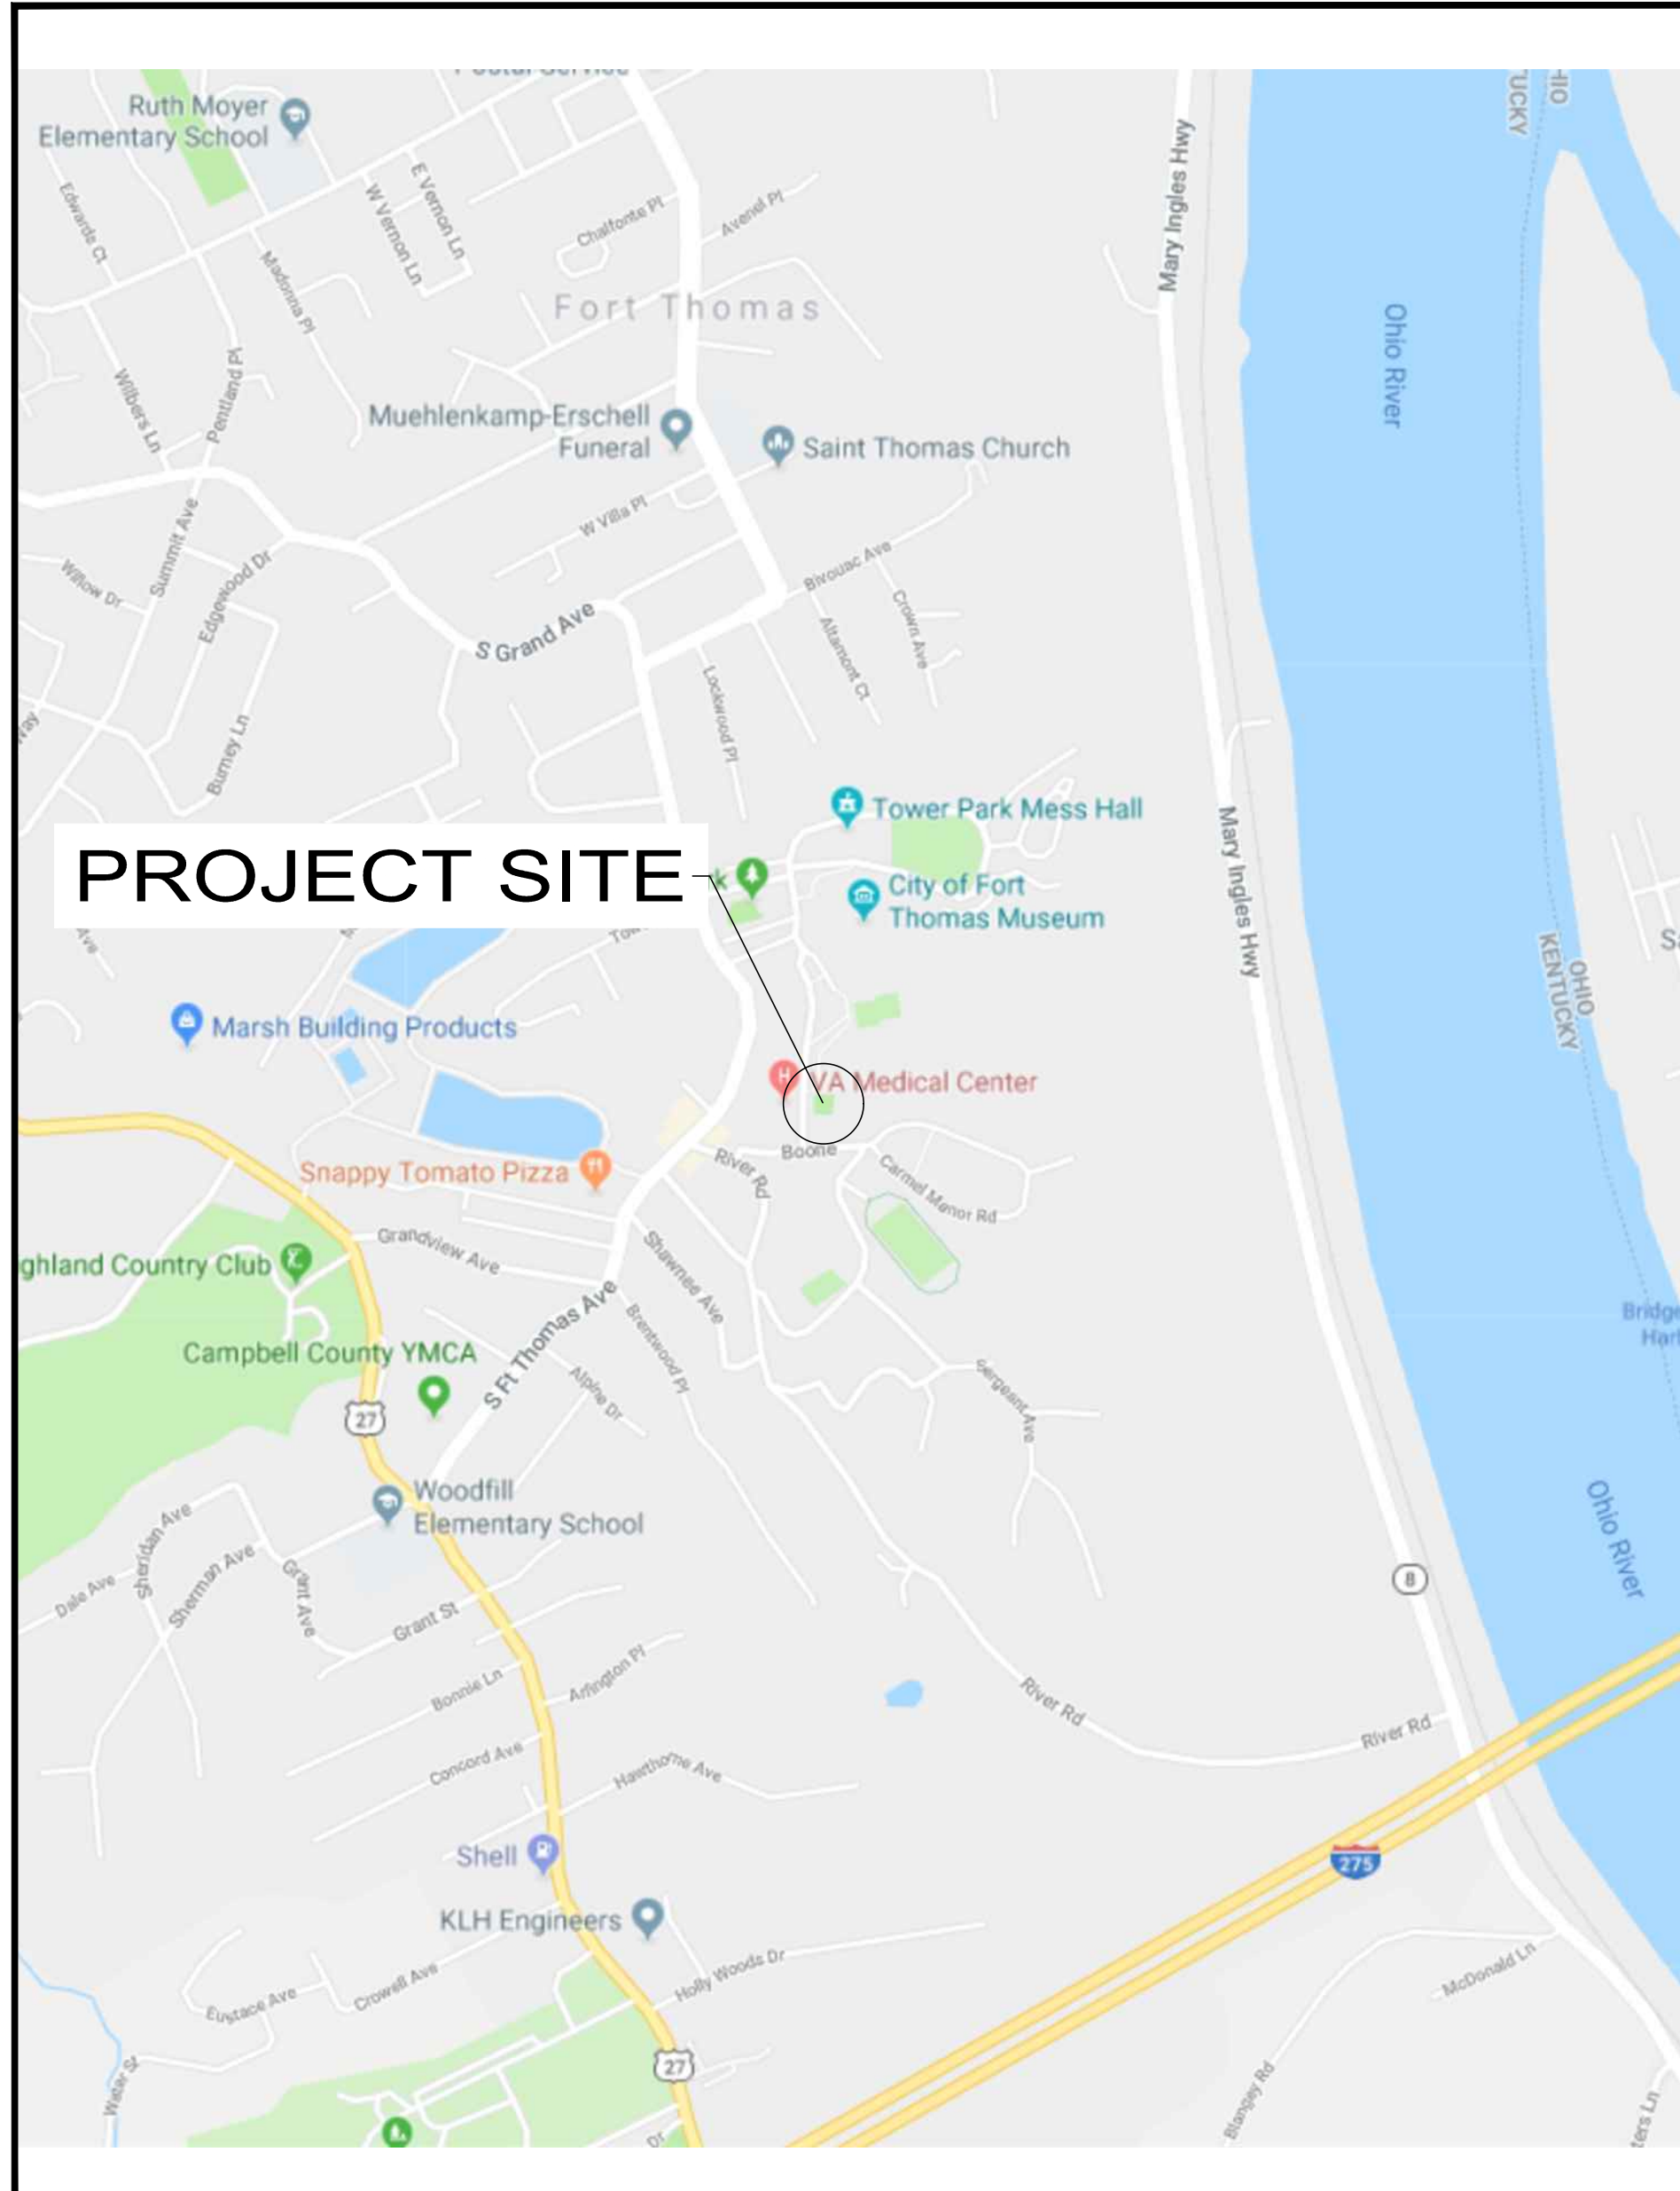 Ruth Moyer
Elementary School
Edwards Ct
W Vernon Ln
E Vernon Ln
Madonna Pl
Chalfonte Pl
Avenel Pl
Fort Thomas
Mary Ingles Hwy
Ohio River
Wilbers Ln
Pentland Pl
Muehlenkamp-Erschell
Funeral
Saint Thomas Church
W Villa Pl
Summit Ave
Willow Dr
Edgewood Dr
S Grand Ave
Bivouac Ave
Crown Ave
Altamont Ct
Lockwood Pl
Burney Ln
Tower Park Mess Hall
PROJECT SITE
City of Fort
Thomas Museum
Mary Ingles Hwy
OHIO
KENTUCKY
Ave
Marsh Building Products
VA Medical Center
Boone
River Rd
Carmel Manor Rd
Snappy Tomato Pizza
Grandview Ave
Shawnee Ave
ghland Country Club
Brentwood Pl
S Ft Thomas Ave
Campbell County YMCA
Alpine Dr
Sergeant Ave
27
Woodfill
Elementary School
Ohio River
8
Sheridan Ave
Dale Ave
Sherman Ave
Grant Ave
Grant St
Bonnie Ln
Arlington Pl
River Rd
River Rd
Concord Ave
Hawthorne Ave
Shell
275
KLH Engineers
Holly Woods Dr
McDonald Ln
Crowell Ave
Eustace Ave
27
Water St
Blangey Rd
ters Ln
Dr